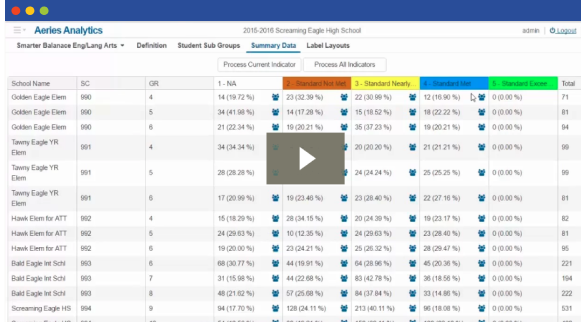 Aeries Analytics
2015-2016 Screaming Eagle High School
admin Logout
Smarter Balanace Eng/Lang Arts Definition Student Sub Groups Summary Data Label Layouts
Process Current Indicator Process All Indicators
School Name SC GR 1 - NA 2 - Standard Not Met 3 - Standard Nearly 4 - Standard Met 5 - Standard Excee Total
Golden Eagle Elem 990 4 14 (19.72 %) 23 (32.39 %) 22 (30.99 %) 12 (16.90 %) 0 (0.00 %) 71
Golden Eagle Elem 990 5 34 (41.98 %) 14 (17.28 %) 15 (18.52 %) 18 (22.22 %) 0 (0.00 %) 81
Golden Eagle Elem 990 6 21 (22.34 %) 19 (20.21 %) 35 (37.23 %) 19 (20.21 %) 0 (0.00 %) 94
Tawny Eagle YR
Elem 991 4 34 (34.34 %) 20 (20.20 %) 21 (21.21 %) 0 (0.00 %) 99
Tawny Eagle YR
Elem 991 5 28 (28.28 %) 24 (24.24 %) 25 (25.25 %) 0 (0.00 %) 99
Tawny Eagle YR
Elem 991 6 17 (20.99 %) 19 (23.46 %) 23 (28.40 %) 22 (27.16 %) 0 (0.00 %) 81
Hawk Elem for ATT 992 4 15 (18.29 %) 28 (34.15 %) 20 (24.39 %) 19 (23.17 %) 0 (0.00 %) 82
Hawk Elem for ATT 992 5 24 (29.63 %) 10 (12.35 %) 24 (29.63 %) 23 (28.40 %) 0 (0.00 %) 81
Hawk Elem for ATT 992 6 19 (20.00 %) 23 (24.21 %) 25 (26.32 %) 28 (29.47 %) 0 (0.00 %) 95
Bald Eagle Int Schl 993 6 68 (30.77 %) 44 (19.91 %) 64 (28.96 %) 45 (20.36 %) 0 (0.00 %) 221
Bald Eagle Int Schl 993 7 31 (15.98 %) 44 (22.68 %) 83 (42.78 %) 36 (18.56 %) 0 (0.00 %) 194
Bald Eagle Int Schl 993 8 48 (21.62 %) 57 (25.68 %) 84 (37.84 %) 33 (14.86 %) 0 (0.00 %) 222
Screaming Eagle HS 994 9 94 (17.70 %) 128 (24.11 %) 213 (40.11 %) 96 (18.08 %) 0 (0.00 %) 531